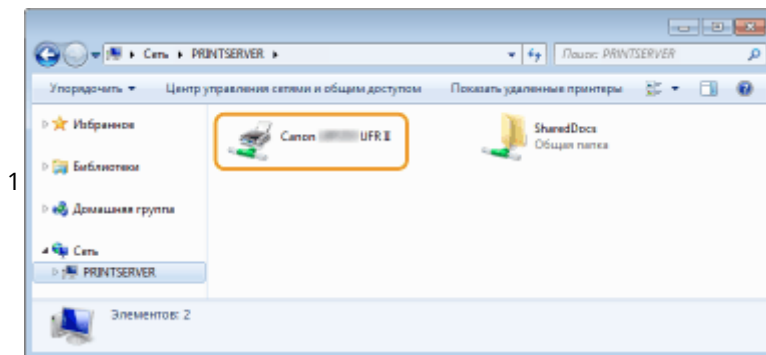 Сеть ▸ PRINTSERVER ▸
Поиск: PRINTSERVER
Упорядочить ▾ Центр управления сетями и общим доступом Показать удаленные принтеры
Избранное
Canon UFR II
SharedDocs
Общая папка
Библиотеки
1
Домашняя группа
Сеть
PRINTSERVER
Элементов: 2